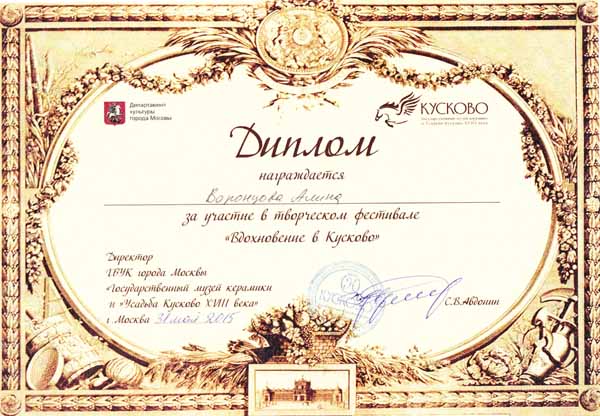 Департамент
культуры
города Москвы
КУСКОВО
Диплом
награждается
Воронцова Алина
за участие в творческом фестивале
«Вдохновение в Кусково»
Директор
ГБУК города Москвы
«Государственный музей керамики
и «Усадьба Кусково XVIII века»
г. Москва 31 мая 2015
С.В.Авдонин
КУСКОВО